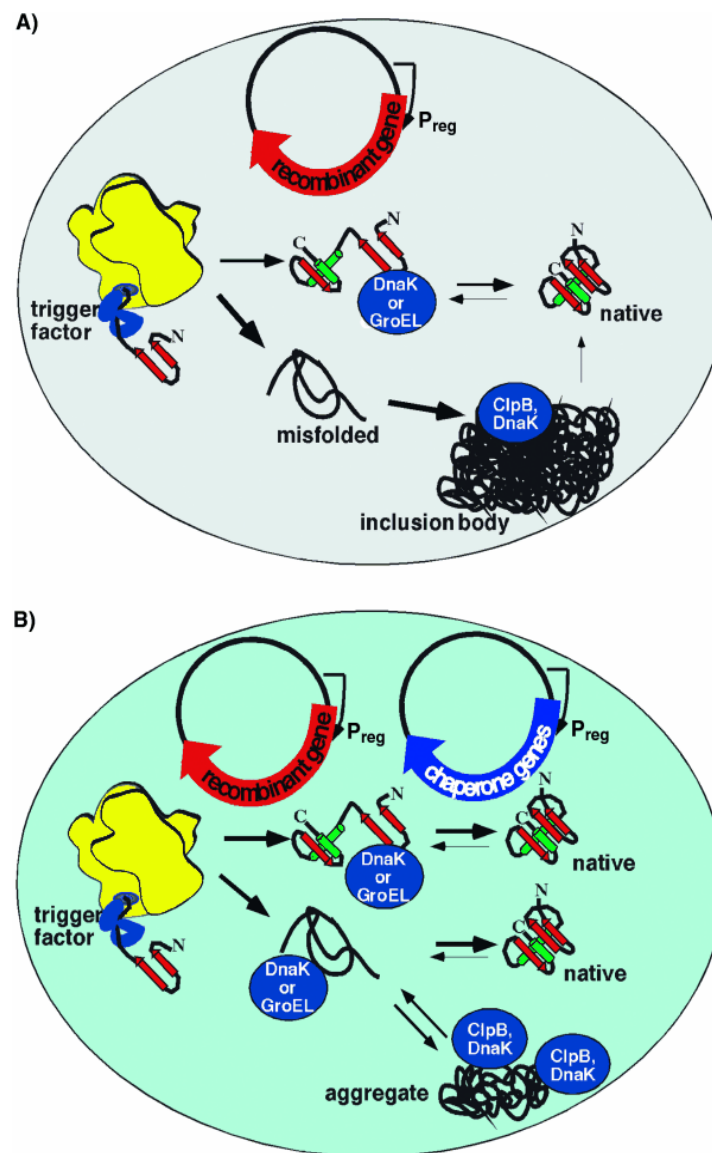 A)
recombinant gene
Preg
trigger
factor
N
C
N
DnaK
or
GroEL
N
C
native
misfolded
ClpB,
DnaK
inclusion body
B)
recombinant gene
Preg
chaperone genes
Preg
trigger
factor
N
C
N
DnaK
or
GroEL
N
C
native
DnaK
or
GroEL
N
C
native
ClpB,
DnaK
ClpB,
DnaK
aggregate